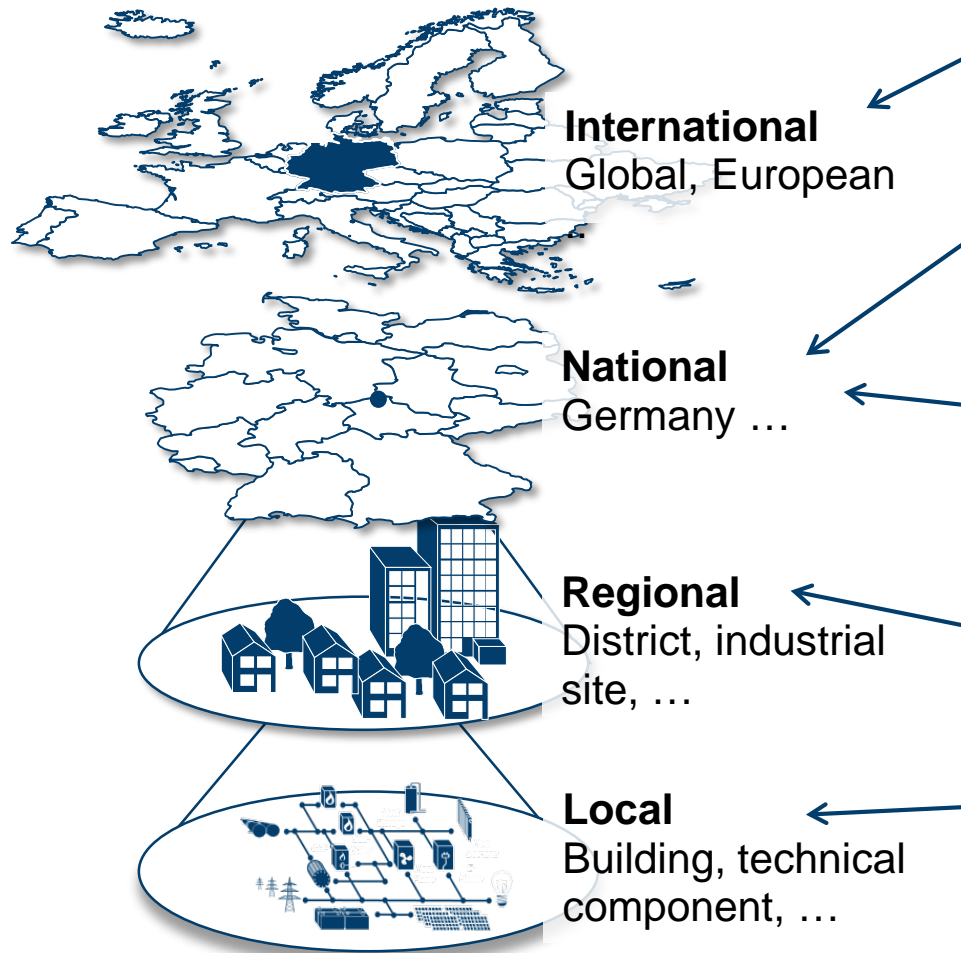 International
Global, European
..
National
Germany …
Regional
District, industrial
site, …
Local
Building, technical
component, …